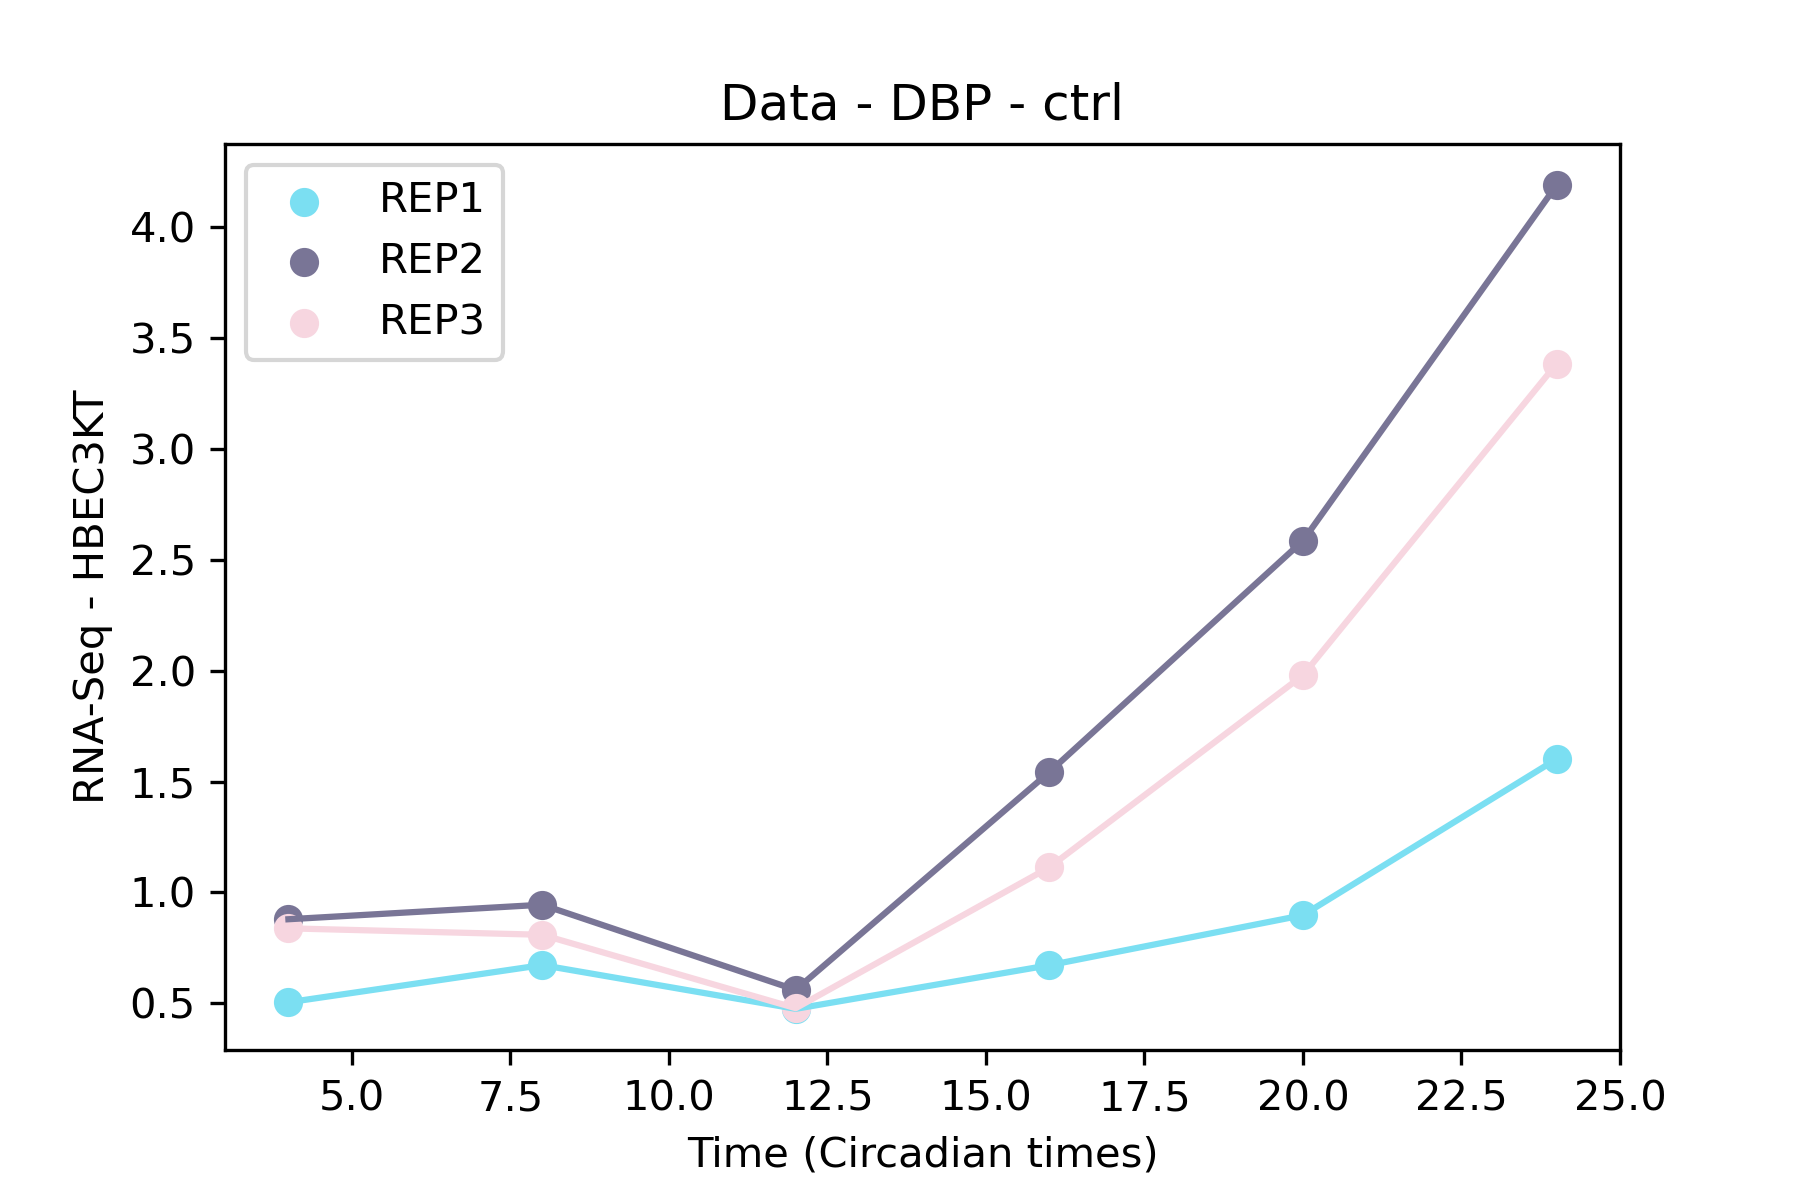 Data - DBP - ctrl
REP1
REP2
REP3
RNA-Seq - HBEC3KT
4.0
3.5
3.0
2.5
2.0
1.5
1.0
0.5
5.0 7.5 10.0 12.5 15.0 17.5 20.0 22.5 25.0
Time (Circadian times)